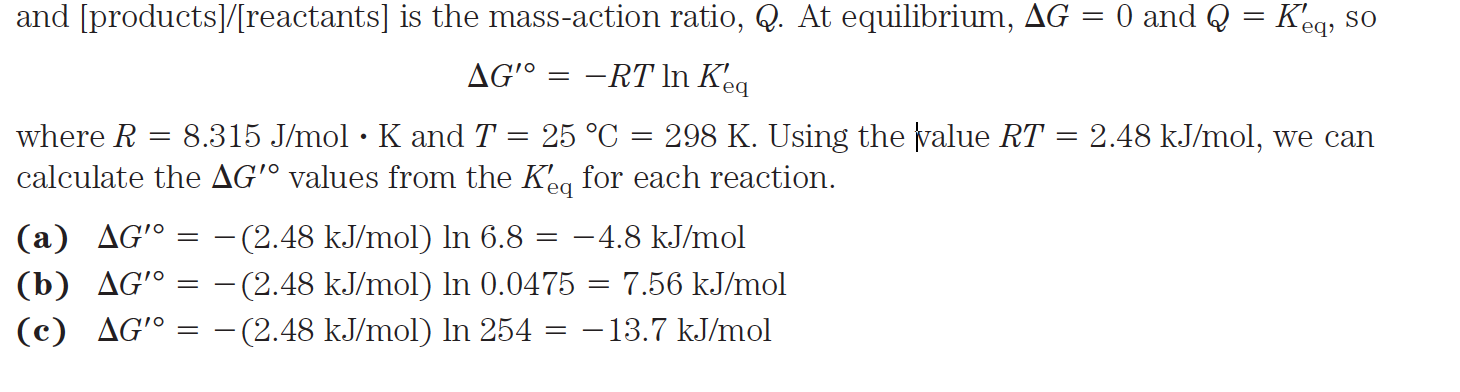 and [products]/[reactants] is the mass-action ratio, Q. At equilibrium, ΔG = 0 and Q = K′eq, so
ΔG′° = −RT ln K′eq
where R = 8.315 J/mol · K and T = 25 °C = 298 K. Using the value RT = 2.48 kJ/mol, we can
calculate the ΔG′° values from the K′eq for each reaction.
(a) ΔG′° = −(2.48 kJ/mol) ln 6.8 = −4.8 kJ/mol
(b) ΔG′° = −(2.48 kJ/mol) ln 0.0475 = 7.56 kJ/mol
(c) ΔG′° = −(2.48 kJ/mol) ln 254 = −13.7 kJ/mol